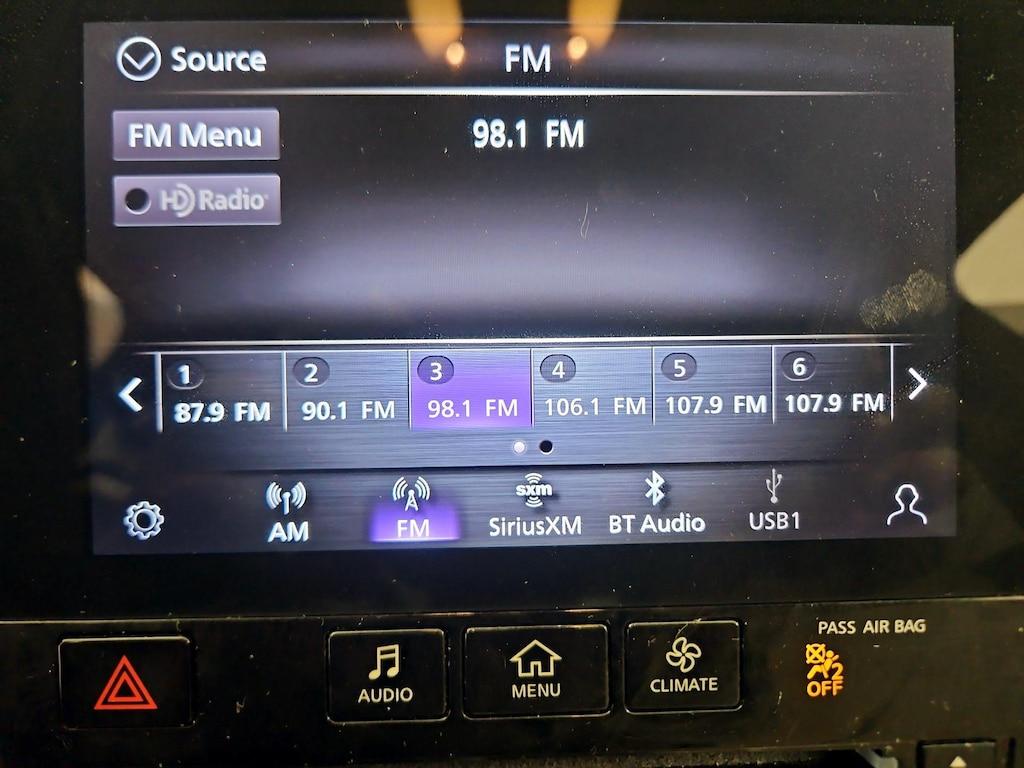 Source
FM
FM Menu
98.1 FM
HD Radio
1
2
3
4
5
6
87.9 FM
90.1 FM
98.1 FM
106.1 FM
107.9 FM
107.9 FM
sxm
AM
FM
SiriusXM
BT Audio
USB1
PASS AIR BAG
AUDIO
MENU
CLIMATE
2
OFF